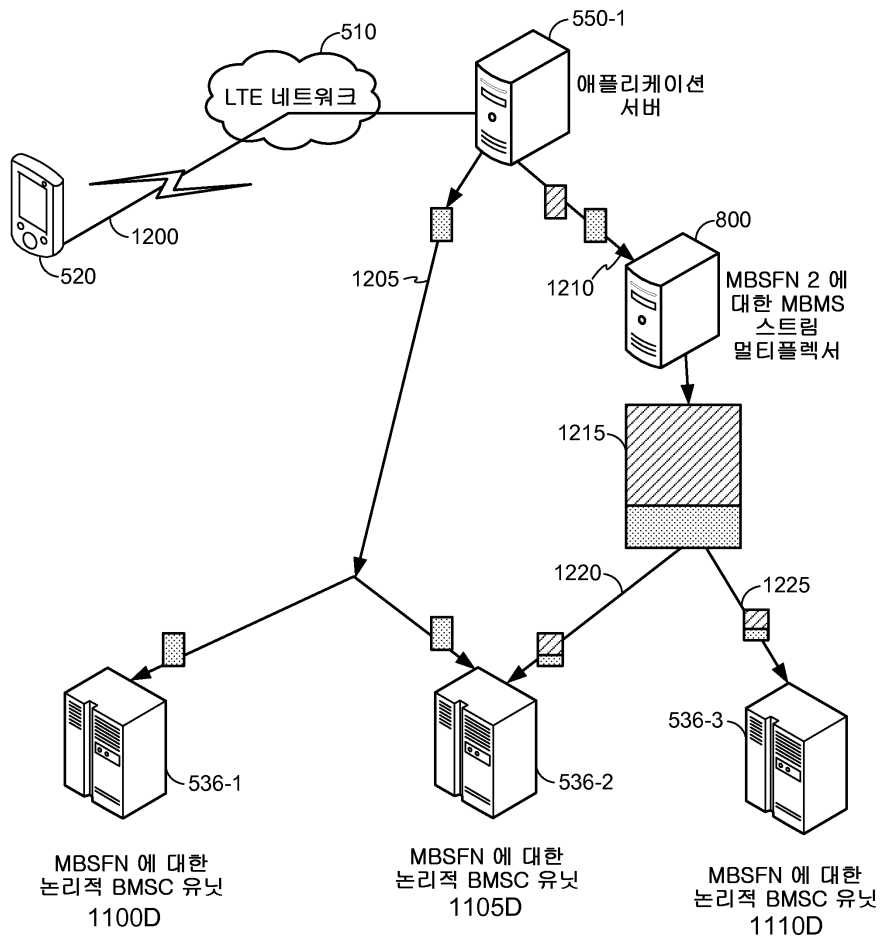 510
550-1
LTE 네트워크
애플리케이션
서버
520
1200
1205
1210
800
MBSFN 2 에
대한 MBMS
스트림
멀티플렉서
1215
1220
1225
536-1
536-2
536-3
MBSFN 에 대한
논리적 BMSC 유닛
1100D
MBSFN 에 대한
논리적 BMSC 유닛
1105D
MBSFN 에 대한
논리적 BMSC 유닛
1110D